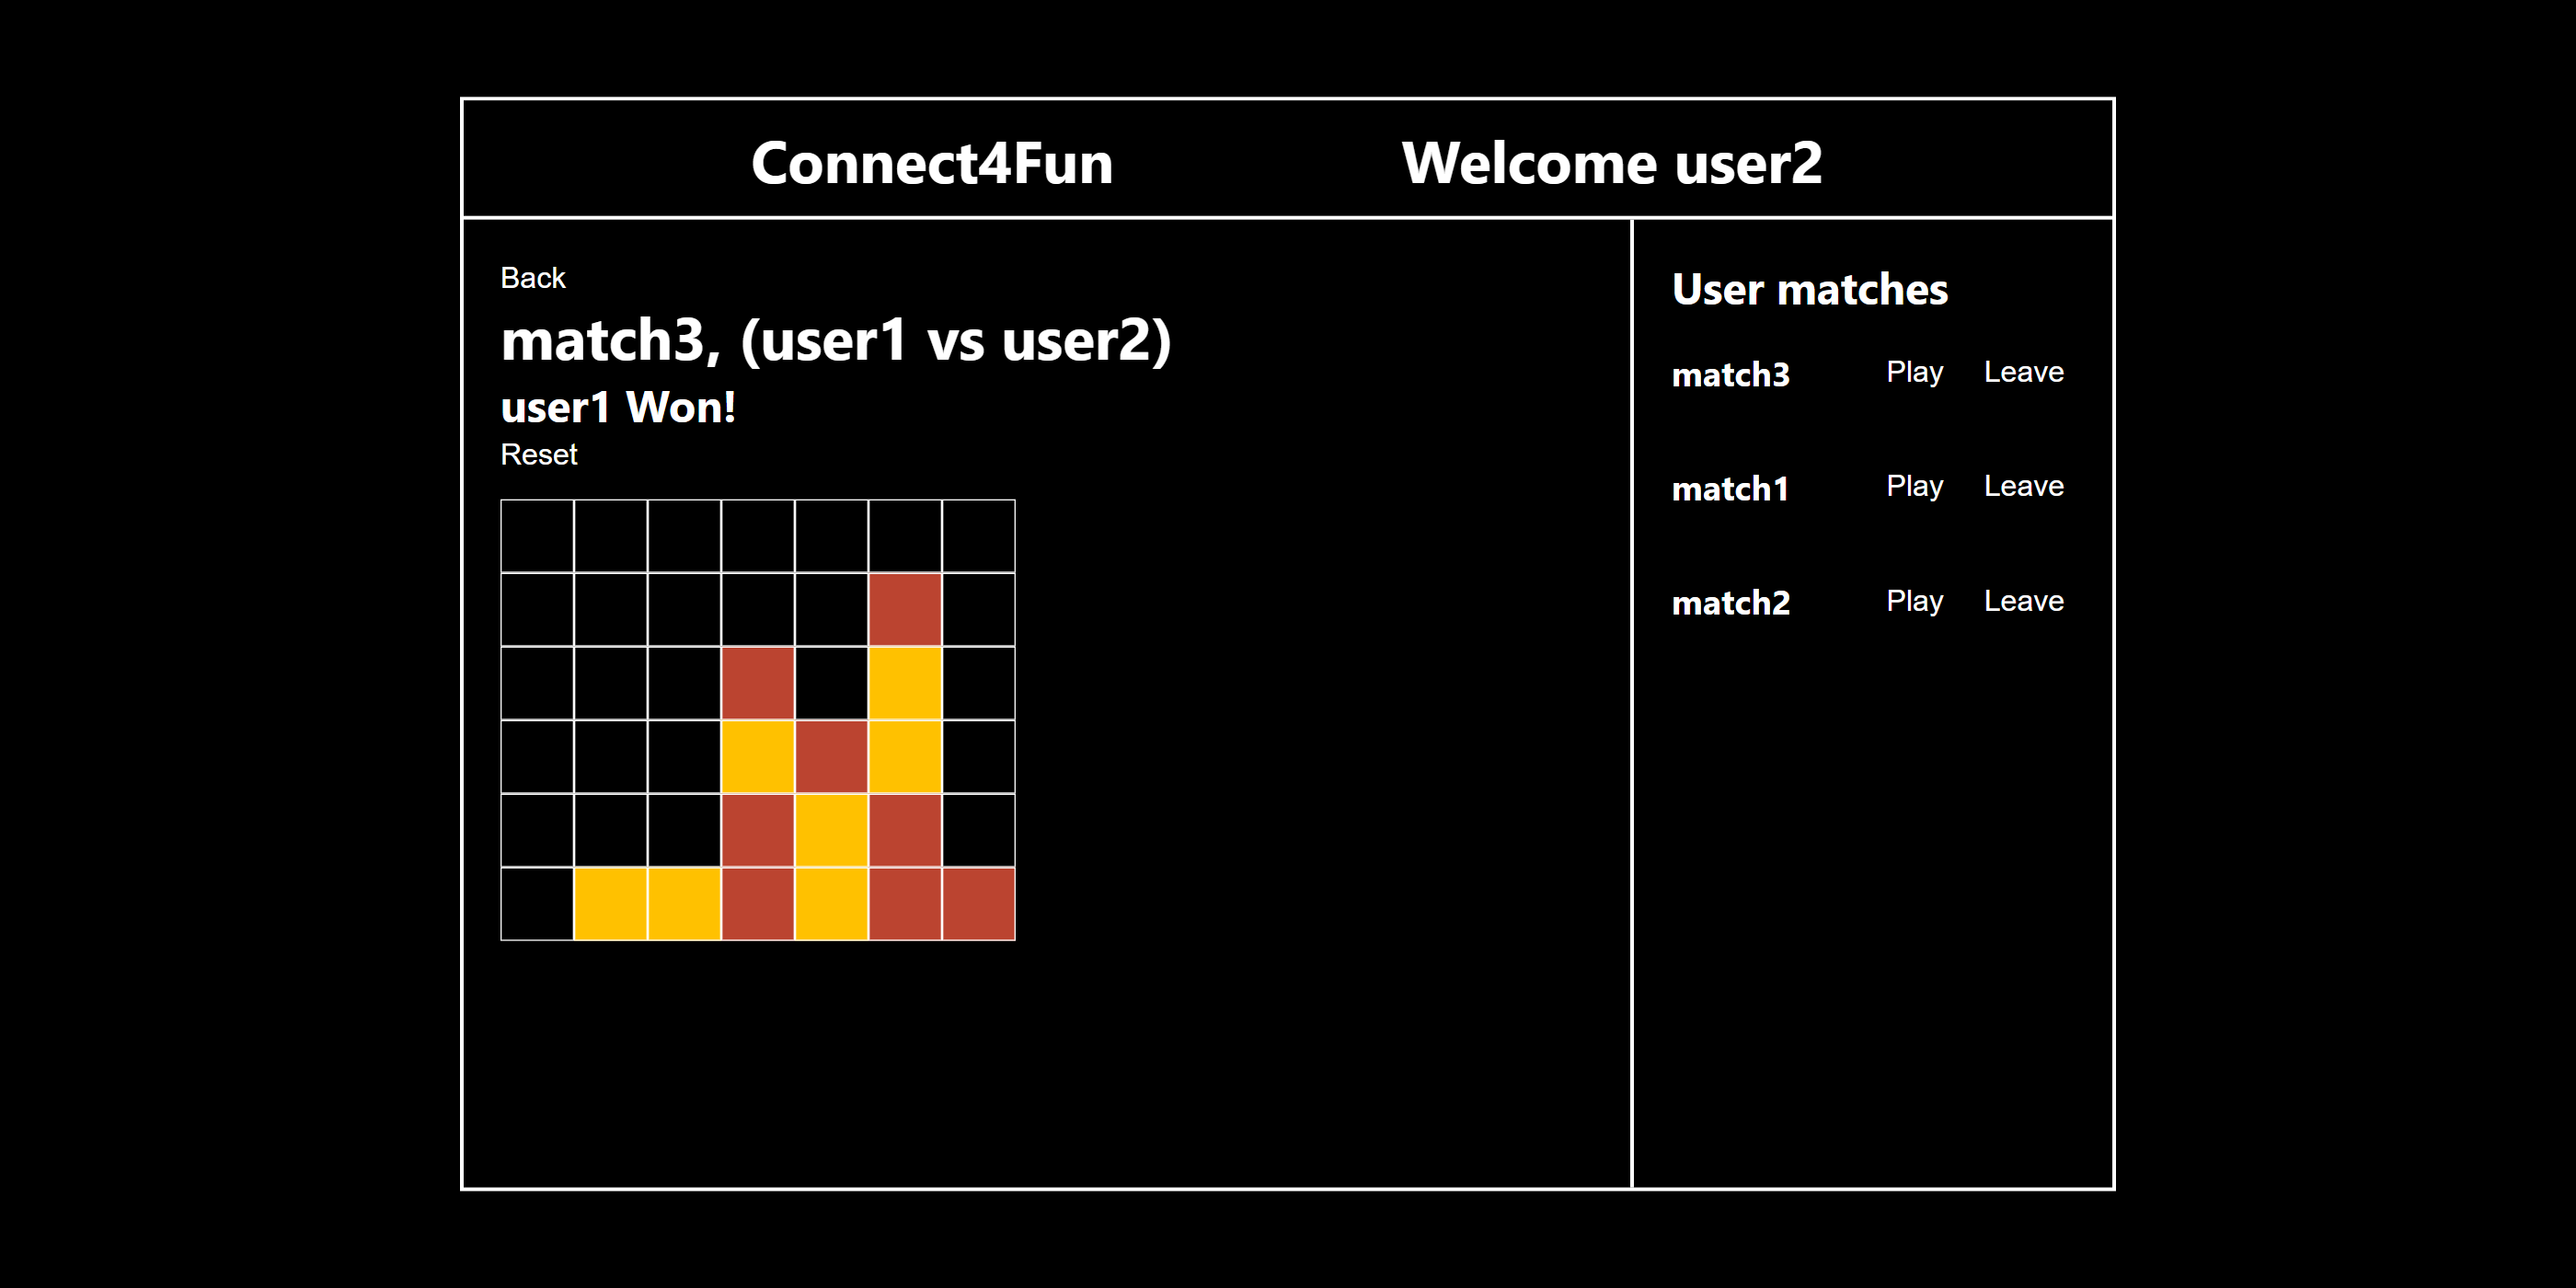 Connect4Fun
Welcome user2
Back
match3, (user1 vs user2)
user1 Won!
Reset
User matches
match3 Play Leave
match1 Play Leave
match2 Play Leave